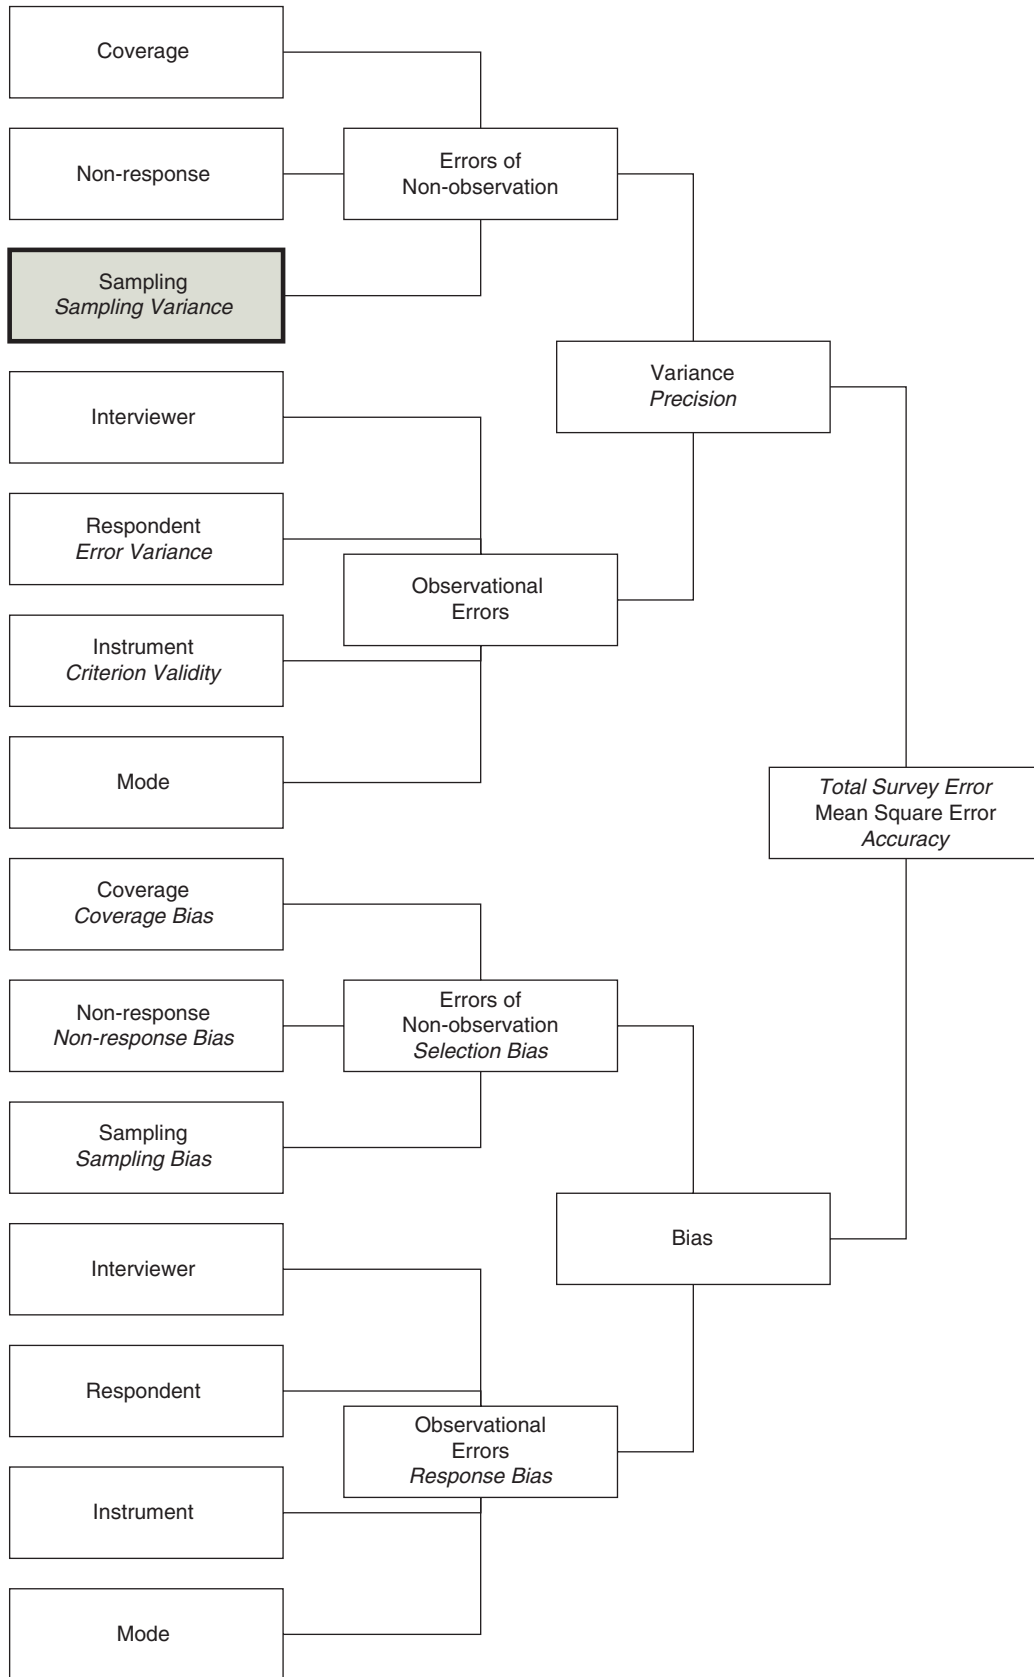 Coverage
Non-response
Errors of
Non-observation
Sampling
Sampling Variance
Variance
Precision
Interviewer
Respondent
Error Variance
Observational
Errors
Instrument
Criterion Validity
Mode
Total Survey Error
Mean Square Error
Accuracy
Coverage
Coverage Bias
Non-response
Non-response Bias
Errors of
Non-observation
Selection Bias
Sampling
Sampling Bias
Bias
Interviewer
Respondent
Observational
Errors
Response Bias
Instrument
Mode